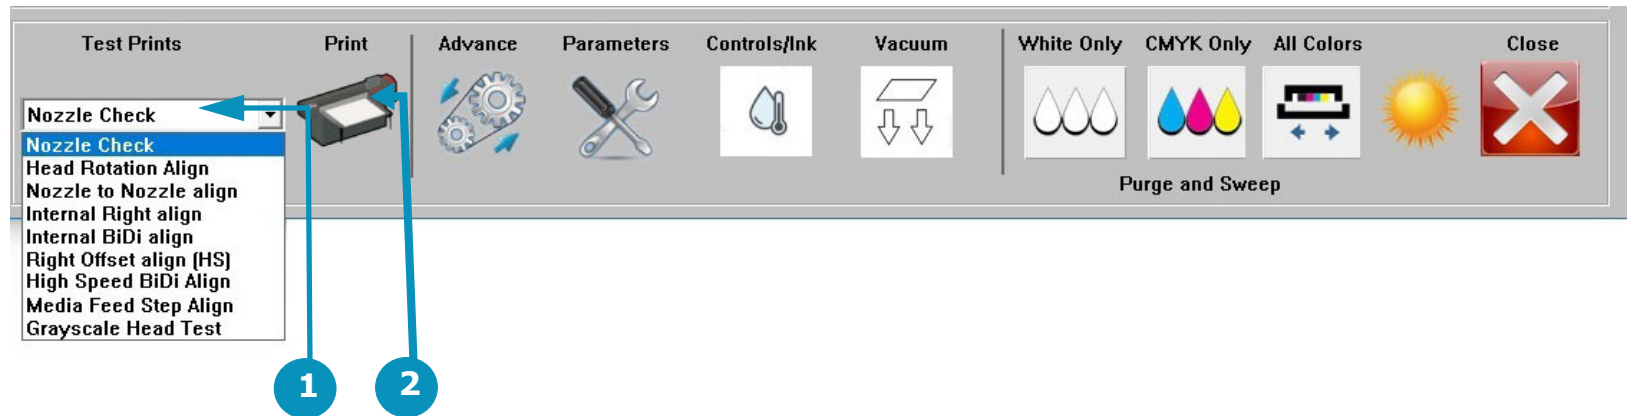 Test Prints
Print
Advance
Parameters
Controls/Ink
Vacuum
White Only
CMYK Only
All Colors
Close
Nozzle Check
Nozzle Check
Head Rotation Align
Nozzle to Nozzle align
Internal Right align
Internal BiDi align
Right Offset align (HS)
High Speed BiDi Align
Media Feed Step Align
Grayscale Head Test
Purge and Sweep
1
2